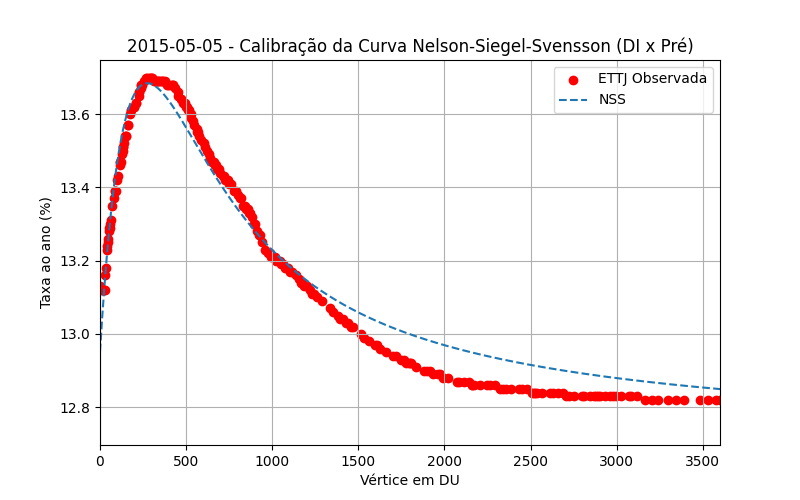 2015-05-05 - Calibração da Curva Nelson-Siegel-Svensson (DI x Pré)
ETTJ Observada
NSS
Taxa ao ano (%)
13.6
13.4
13.2
13.0
12.8
0 500 1000 1500 2000 2500 3000 3500
Vértice em DU